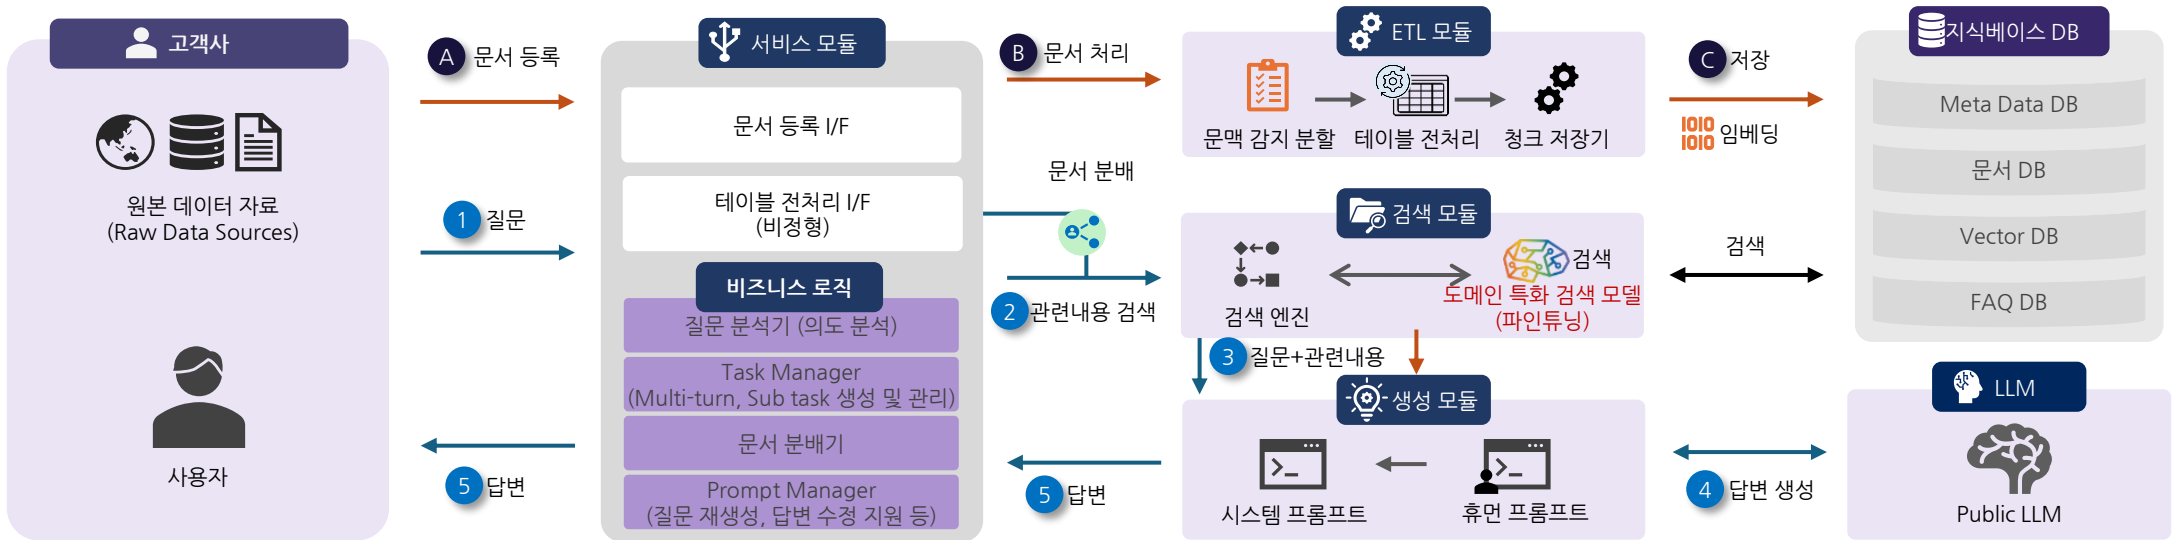 고객사
원본 데이터 자료
(Raw Data Sources)
사용자
A 문서 등록
1 질문
5 답변
서비스 모듈
문서 등록 I/F
테이블 전처리 I/F
(비정형)
비즈니스 로직
질문 분석기 (의도 분석)
Task Manager
(Multi-turn, Sub task 생성 및 관리)
문서 분배기
Prompt Manager
(질문 재생성, 답변 수정 지원 등)
B 문서 처리
문서 분배
2 관련내용 검색
5 답변
ETL 모듈
문맥 감지 분할
테이블 전처리
청크 저장기
검색 모듈
검색 엔진
검색
도메인 특화 검색 모델
(파인튜닝)
3 질문+관련내용
생성 모듈
시스템 프롬프트
휴먼 프롬프트
C 저장
1010
1010
임베딩
검색
4 답변 생성
지식베이스 DB
Meta Data DB
문서 DB
Vector DB
FAQ DB
LLM
Public LLM